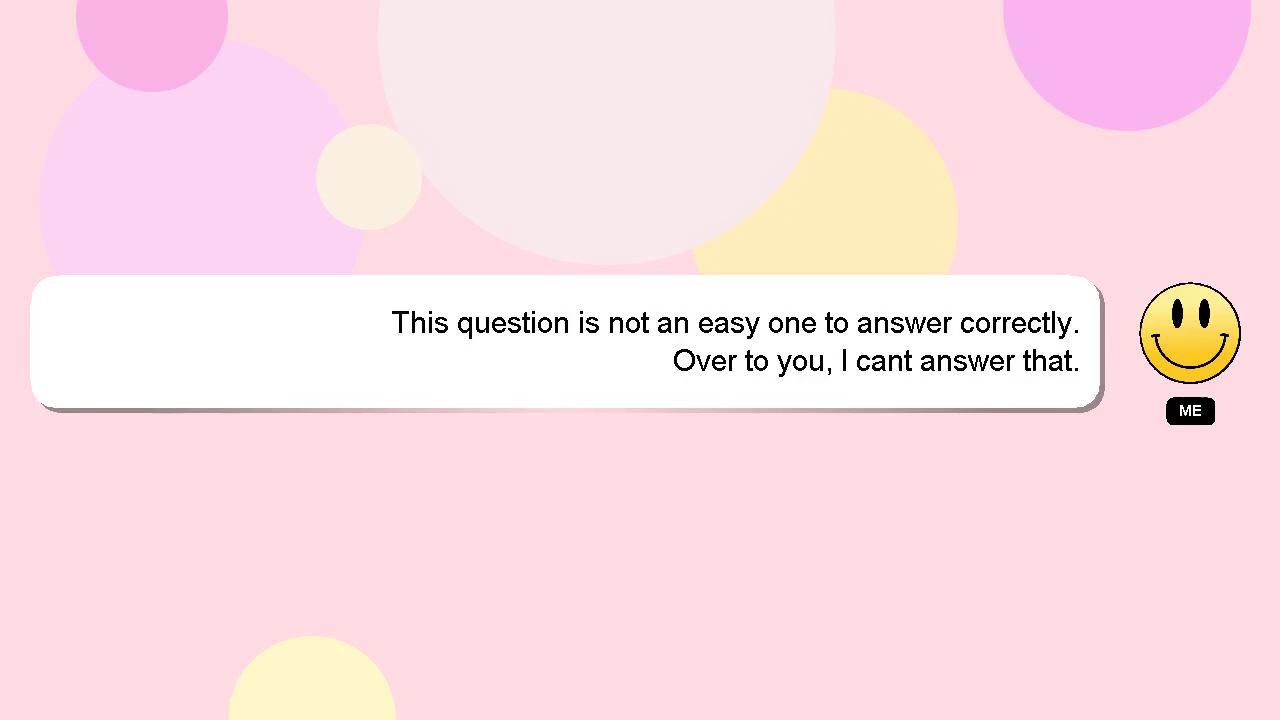 This question is not an easy one to answer correctly.
Over to you, I cant answer that.
ME